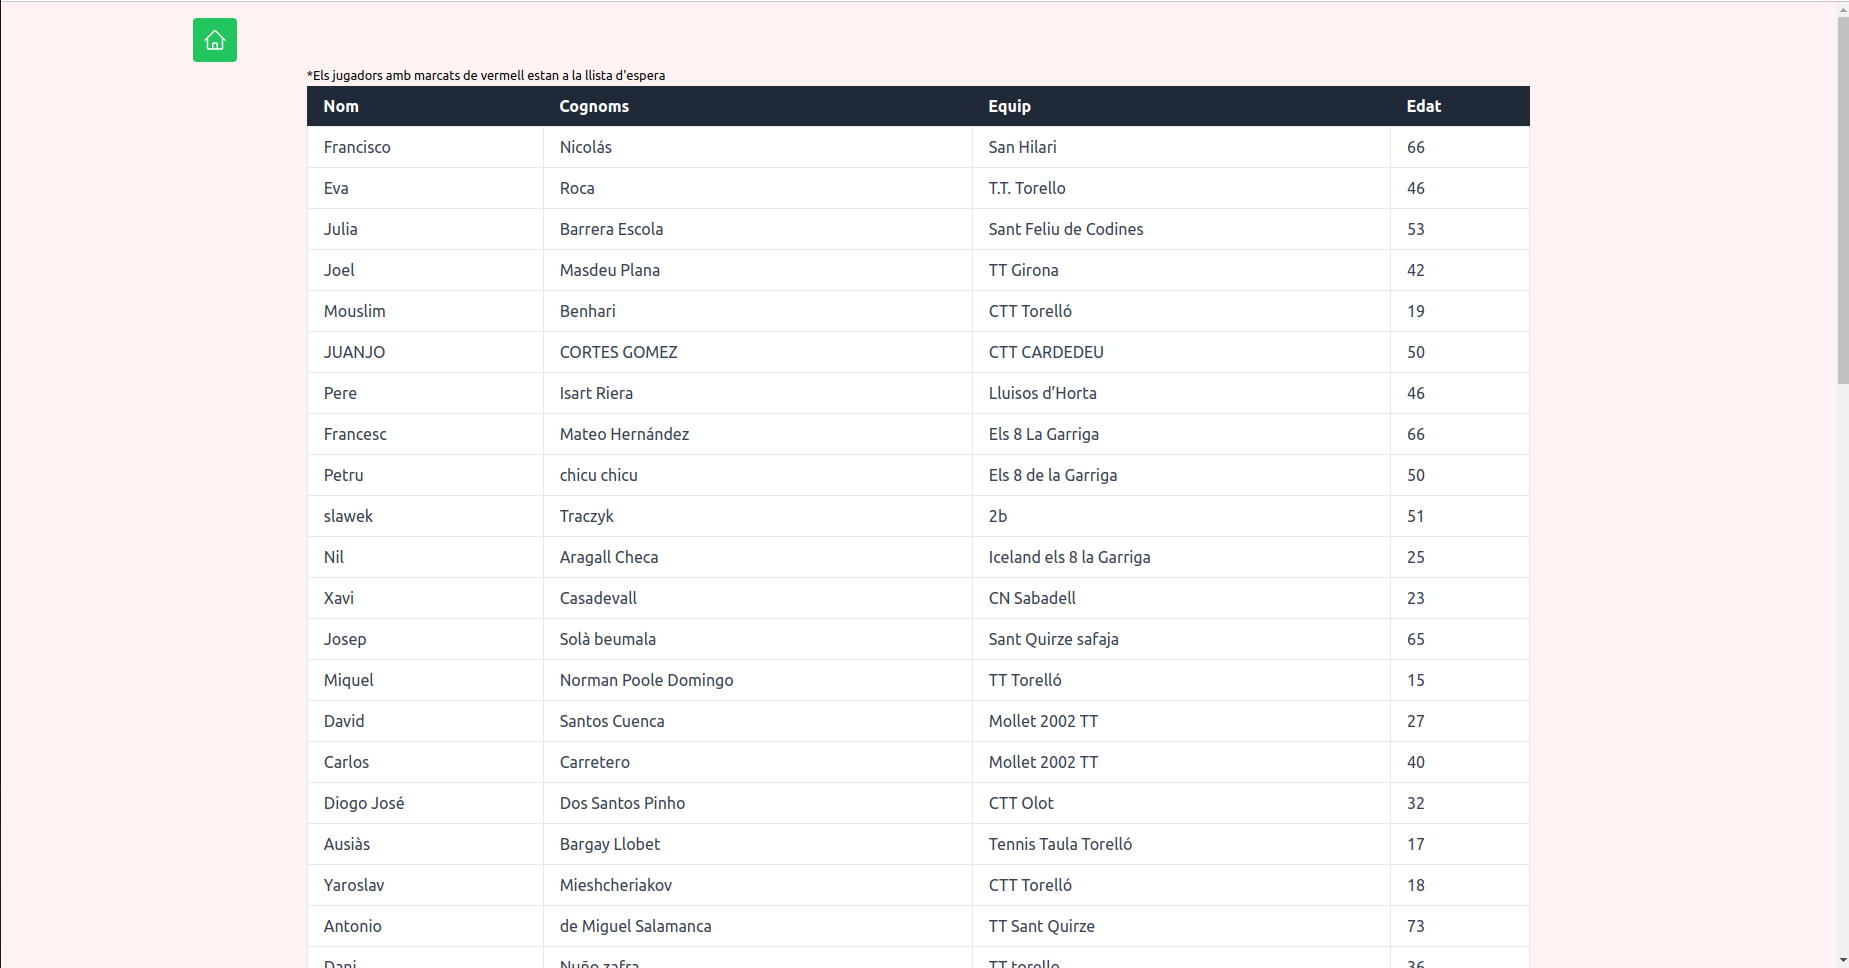 *Els jugadors amb marcats de vermell estan a la llista d'espera
Nom Cognoms Equip Edat
Francisco Nicolás San Hilari 66
Eva Roca T.T. Torello 46
Julia Barrera Escola Sant Feliu de Codines 53
Joel Masdeu Plana TT Girona 42
Mouslim Benhari CTT Torelló 19
JUANJO CORTES GOMEZ CTT CARDEDEU 50
Pere Isart Riera Lluisos d’Horta 46
Francesc Mateo Hernández Els 8 La Garriga 66
Petru chicu chicu Els 8 de la Garriga 50
slawek Traczyk 2b 51
Nil Aragall Checa Iceland els 8 la Garriga 25
Xavi Casadevall CN Sabadell 23
Josep Solà beumala Sant Quirze safaja 65
Miquel Norman Poole Domingo TT Torelló 15
David Santos Cuenca Mollet 2002 TT 27
Carlos Carretero Mollet 2002 TT 40
Diogo José Dos Santos Pinho CTT Olot 32
Ausiàs Bargay Llobet Tennis Taula Torelló 17
Yaroslav Mieshcheriakov CTT Torelló 18
Antonio de Miguel Salamanca TT Sant Quirze 73
Dani Nuño zafra TT torello 36